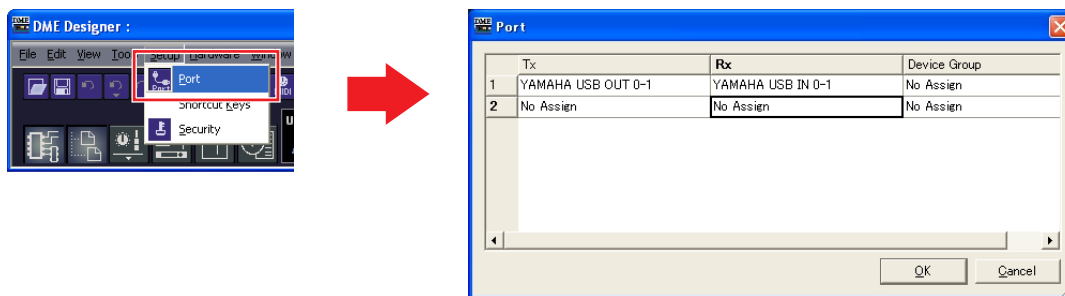 DME Designer :
File Edit View Setup Hardware
Port
Shortcut Keys
Security
Port
Tx Rx Device Group
1 YAMAHA USB OUT 0-1 YAMAHA USB IN 0-1 No Assign
2 No Assign No Assign No Assign
OK Cancel